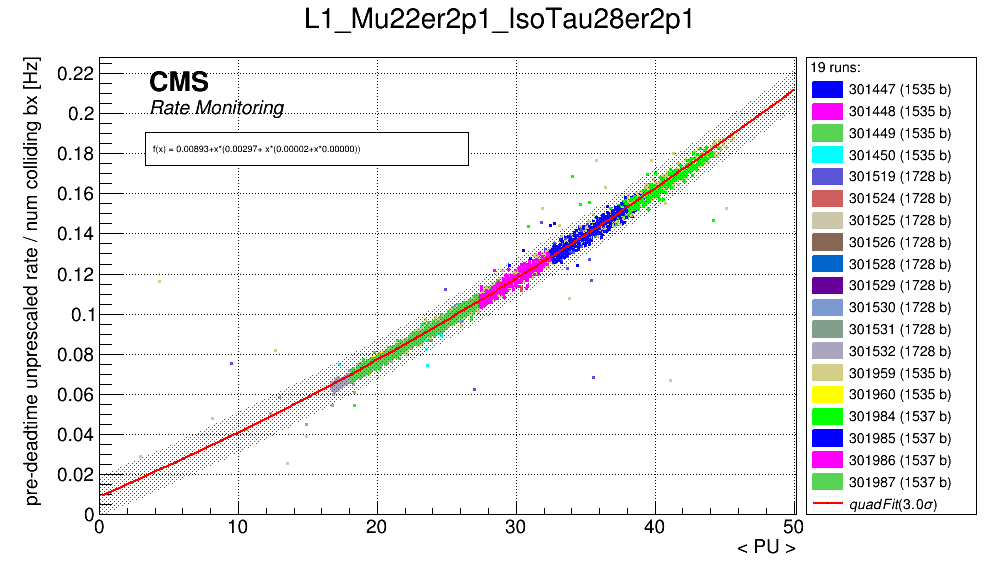 L1_Mu22er2p1_IsoTau28er2p1
pre-deadtime unprescaled rate / num colliding bx [Hz]
CMS
Rate Monitoring
f(x) = 0.00893+x*(0.00297+ x*(0.00002+x*0.00000))
0.22
0.2
0.18
0.16
0.14
0.12
0.1
0.08
0.06
0.04
0.02
0
0 10 20 30 40 50
< PU >
19 runs:
301447 (1535 b)
301448 (1535 b)
301449 (1535 b)
301450 (1535 b)
301519 (1728 b)
301524 (1728 b)
301525 (1728 b)
301526 (1728 b)
301528 (1728 b)
301529 (1728 b)
301530 (1728 b)
301531 (1728 b)
301532 (1728 b)
301959 (1535 b)
301960 (1535 b)
301984 (1537 b)
301985 (1537 b)
301986 (1537 b)
301987 (1537 b)
quadFit(3.0σ)